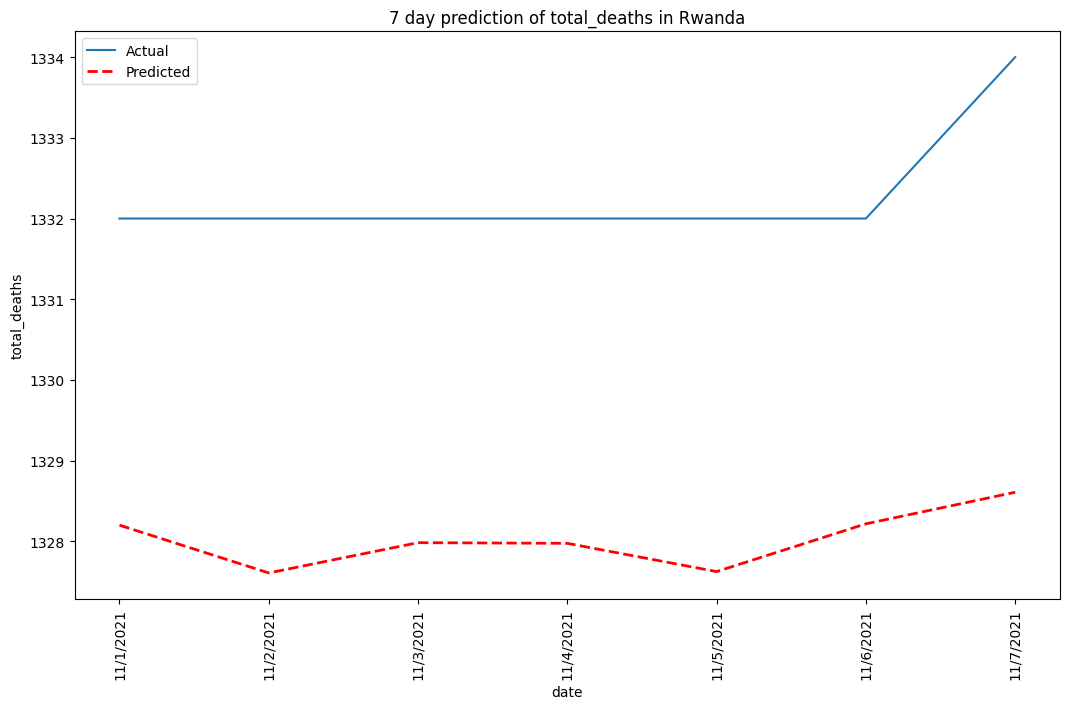 7 day prediction of total_deaths in Rwanda
Actual
Predicted
1334
1333
1332
1331
1330
1329
1328
total_deaths
11/1/2021
11/2/2021
11/3/2021
11/4/2021
11/5/2021
11/6/2021
11/7/2021
date